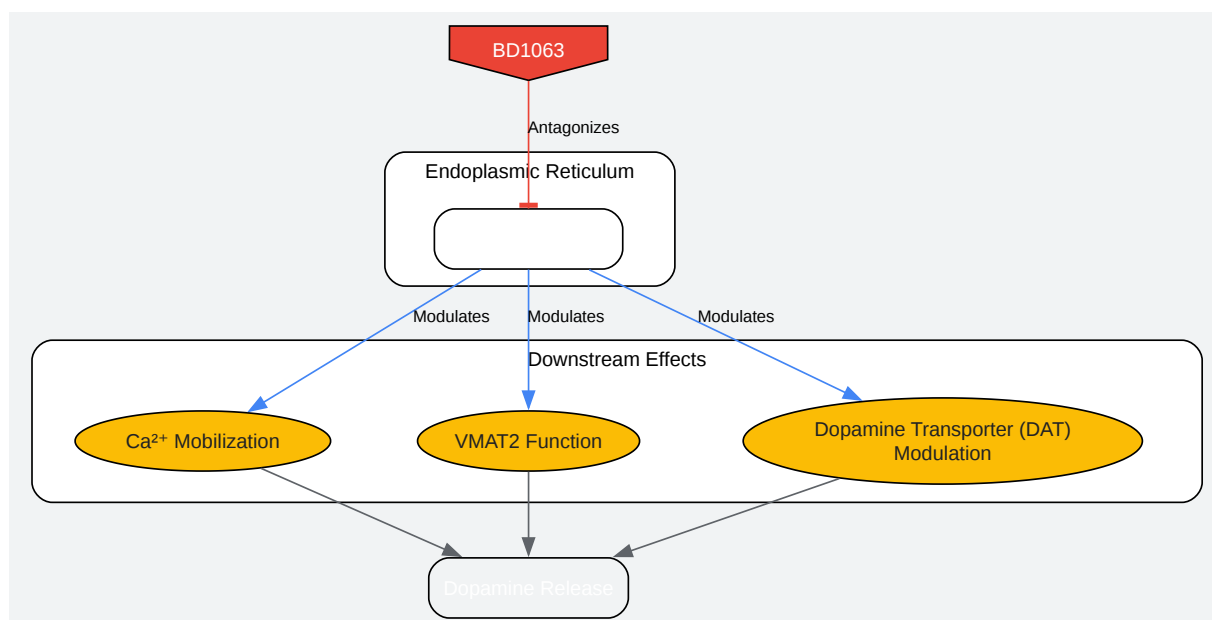 BD1063
Antagonizes
Endoplasmic Reticulum
Modulates
Modulates
Modulates
Downstream Effects
Ca²⁺ Mobilization
VMAT2 Function
Dopamine Transporter (DAT)
Modulation
Dopamine Release